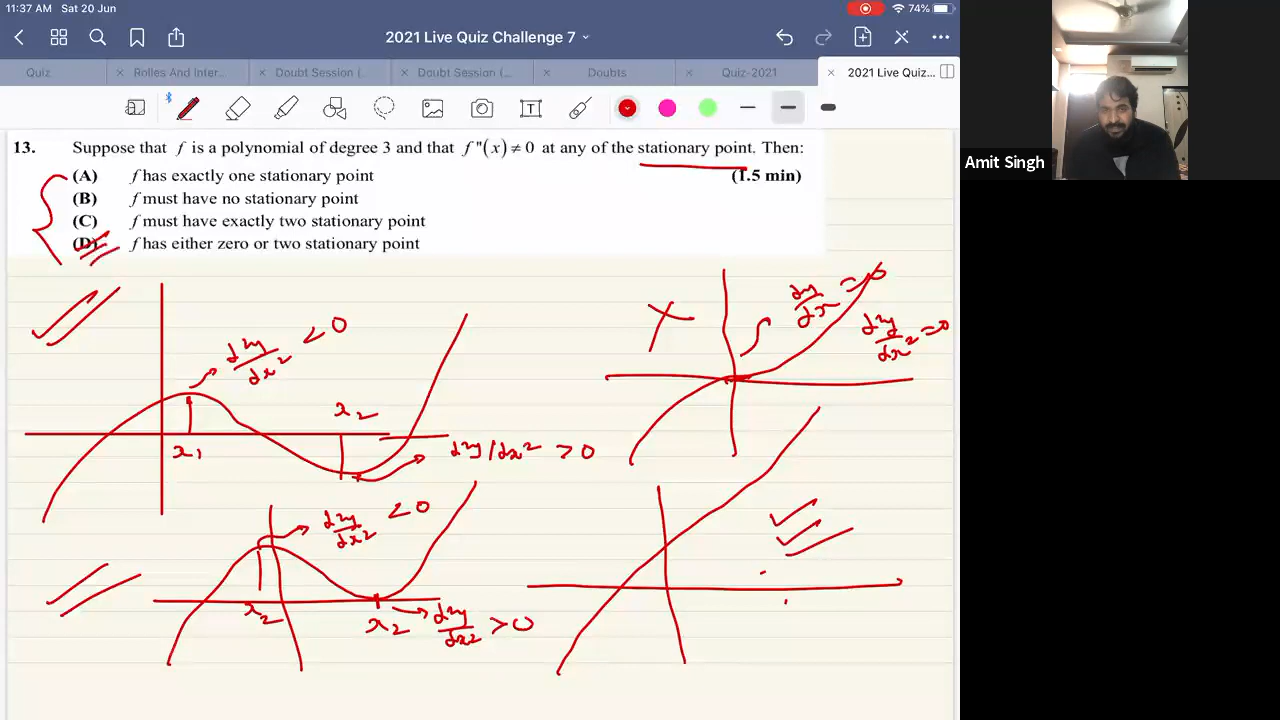 11:37 AM Sat 20 Jun
74%
2021 Live Quiz Challenge 7
Quiz
Rolles And Inter...
Doubt Session (...
Doubt Session (...
Doubts
Quiz-2021
2021 Live Quiz...
T
Amit Singh
13. Suppose that f is a polynomial of degree 3 and that f "(x) ≠ 0 at any of the stationary point. Then:
(A) f has exactly one stationary point (1.5 min)
(B) f must have no stationary point
(C) f must have exactly two stationary point
(D) f has either zero or two stationary point
d²y/dx² < 0
x₁
x₂
d²y/dx² > 0
dy/dx = 0
d²y/dx² = 0
d²y/dx² < 0
x₂
x₂
d²y/dx² > 0